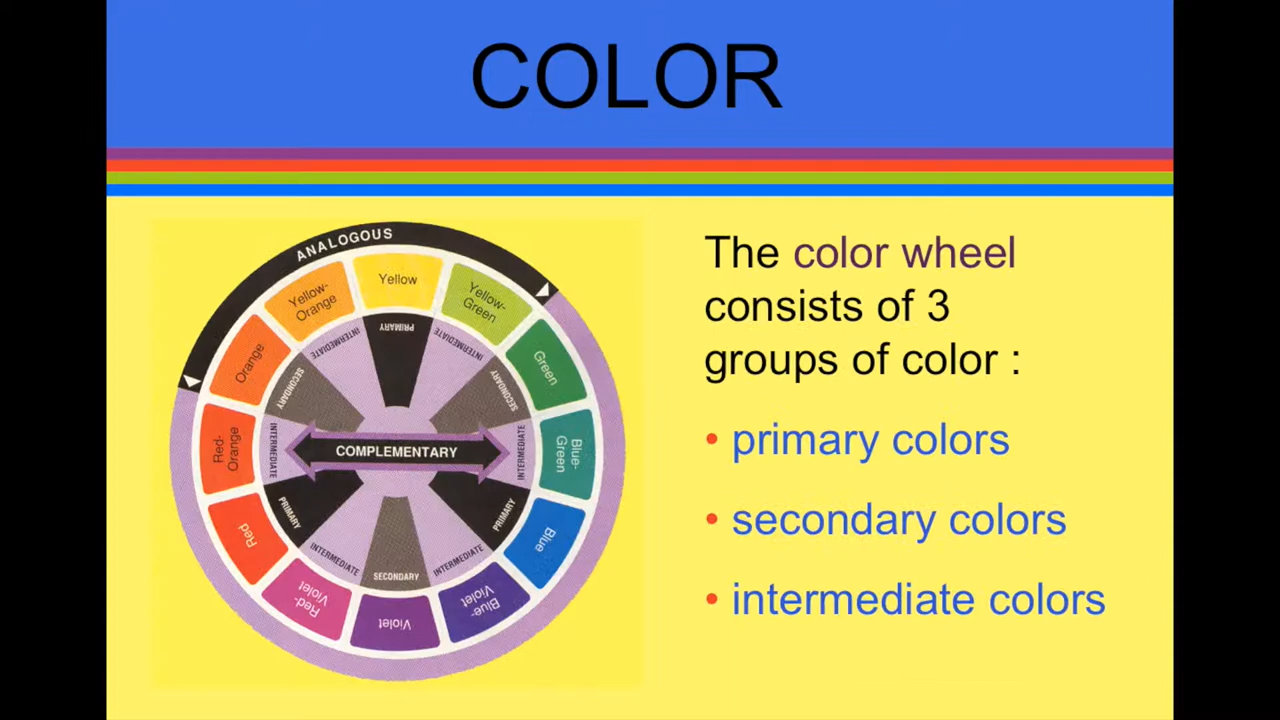 COLOR
The color wheel
consists of 3
groups of color :
• primary colors
• secondary colors
• intermediate colors
ANALOGOUS
Yellow
Yellow-
Green
Green
Blue-
Green
Blue
Blue-
Violet
Violet
Red-
Violet
Red
Red-
Orange
Orange
Yellow-
Orange
PRIMARY
INTERMEDIATE
SECONDARY
INTERMEDIATE
PRIMARY
INTERMEDIATE
SECONDARY
INTERMEDIATE
PRIMARY
INTERMEDIATE
SECONDARY
INTERMEDIATE
COMPLEMENTARY